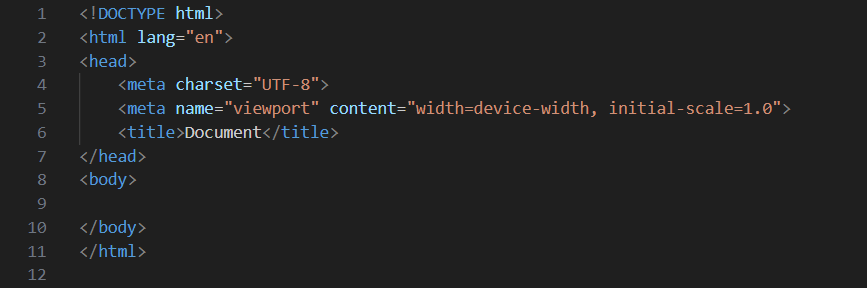 1 <!DOCTYPE html>
2 <html lang="en">
3 <head>
4     <meta charset="UTF-8">
5     <meta name="viewport" content="width=device-width, initial-scale=1.0">
6     <title>Document</title>
7 </head>
8 <body>
9
10 </body>
11 </html>
12